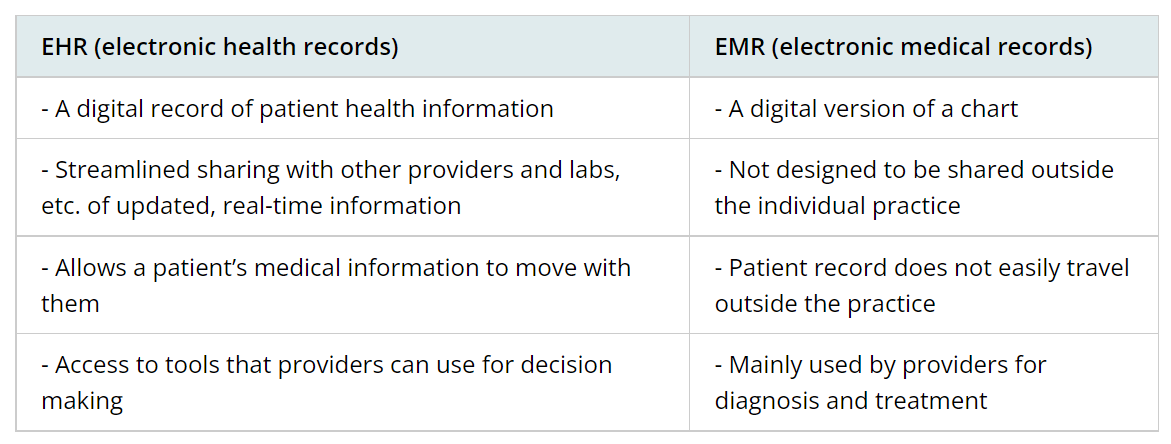 EHR (electronic health records)
EMR (electronic medical records)
- A digital record of patient health information
- A digital version of a chart
- Streamlined sharing with other providers and labs,
etc. of updated, real-time information
- Not designed to be shared outside
the individual practice
- Allows a patient’s medical information to move with
them
- Patient record does not easily travel
outside the practice
- Access to tools that providers can use for decision
making
- Mainly used by providers for
diagnosis and treatment